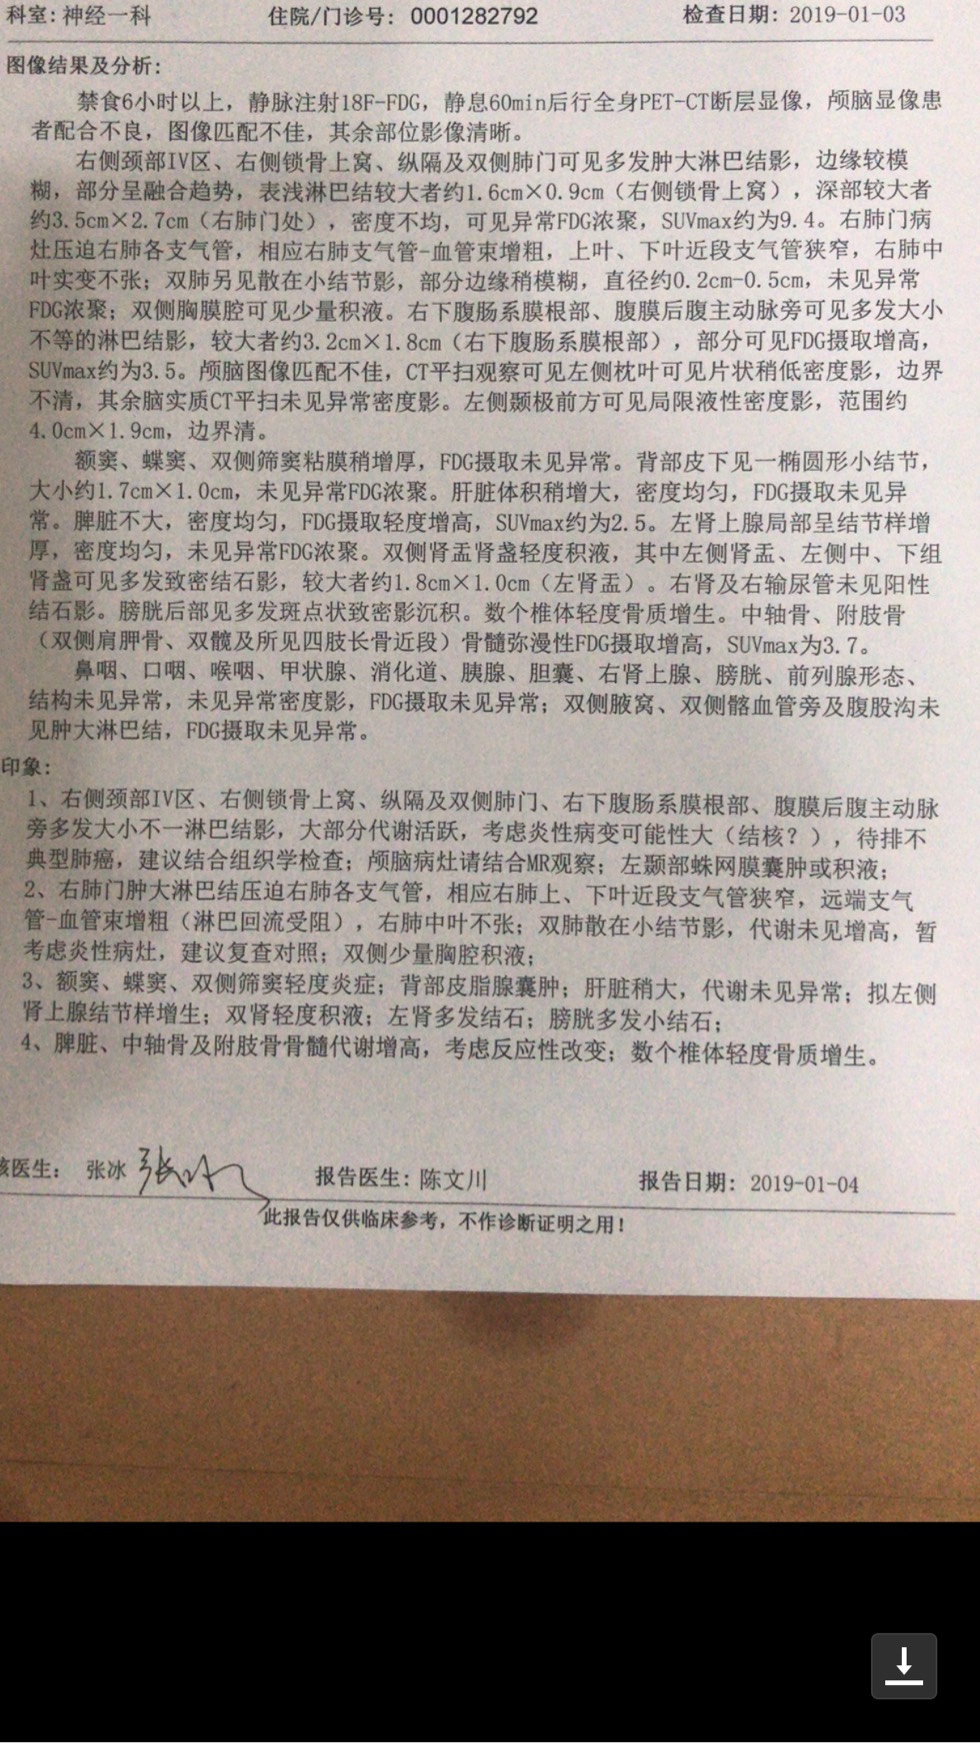 科室: 神经一科 住院/门诊号: 0001282792 检查日期: 2019-01-03
图像结果及分析:
禁食6小时以上，静脉注射18F-FDG，静息60min后行全身PET-CT断层显像，颅脑显像患
者配合不良，图像匹配不佳，其余部位影像清晰。
右侧颈部IV区、右侧锁骨上窝、纵隔及双侧肺门可见多发肿大淋巴结影，边缘较模
糊，部分呈融合趋势，表浅淋巴结较大者约1.6cm×0.9cm（右侧锁骨上窝），深部较大者
约3.5cm×2.7cm（右肺门处），密度不均，可见异常FDG浓聚，SUVmax约为9.4。右肺门病
灶压迫右肺各支气管，相应右肺支气管-血管束增粗，上叶、下叶近段支气管狭窄，右肺中
叶实变不张；双肺另见散在小结节影，部分边缘稍模糊，直径约0.2cm-0.5cm，未见异常
FDG浓聚；双侧胸膜腔可见少量积液。右下腹肠系膜根部、腹膜后腹主动脉旁可见多发大小
不等的淋巴结影，较大者约3.2cm×1.8cm（右下腹肠系膜根部），部分可见FDG摄取增高，
SUVmax约为3.5。颅脑图像匹配不佳，CT平扫观察可见左侧枕叶可见片状稍低密度影，边界
不清，其余脑实质CT平扫未见异常密度影。左侧颞极前方可见局限液性密度影，范围约
4.0cm×1.9cm，边界清。
额窦、蝶窦、双侧筛窦粘膜稍增厚，FDG摄取未见异常。背部皮下见一椭圆形小结节，
大小约1.7cm×1.0cm，未见异常FDG浓聚。肝脏体积稍增大，密度均匀，FDG摄取未见异
常。脾脏不大，密度均匀，FDG摄取轻度增高，SUVmax约为2.5。左肾上腺局部呈结节样增
厚，密度均匀，未见异常FDG浓聚。双侧肾盂肾盏轻度积液，其中左侧肾盂、左侧中、下组
肾盏可见多发致密结石影，较大者约1.8cm×1.0cm（左肾盂）。右肾及右输尿管未见阳性
结石影。膀胱后部见多发斑点状致密影沉积。数个椎体轻度骨质增生。中轴骨、附肢骨
（双侧肩胛骨、双髋及所见四肢长骨近段）骨髓弥漫性FDG摄取增高，SUVmax为3.7。
鼻咽、口咽、喉咽、甲状腺、消化道、胰腺、胆囊、右肾上腺、膀胱、前列腺形态、
结构未见异常，未见异常密度影，FDG摄取未见异常；双侧腋窝、双侧髂血管旁及腹股沟未
见肿大淋巴结，FDG摄取未见异常。
印象:
1、右侧颈部IV区、右侧锁骨上窝、纵隔及双侧肺门、右下腹肠系膜根部、腹膜后腹主动脉
旁多发大小不一淋巴结影，大部分代谢活跃，考虑炎性病变可能性大（结核？），待排不
典型肺癌，建议结合组织学检查；颅脑病灶请结合MR观察；左颞部蛛网膜囊肿或积液；
2、右肺门肿大淋巴结压迫右肺各支气管，相应右肺上、下叶近段支气管狭窄，远端支气
管-血管束增粗（淋巴回流受阻），右肺中叶不张；双肺散在小结节影，代谢未见增高，暂
考虑炎性病灶，建议复查对照；双侧少量胸腔积液；
3、额窦、蝶窦、双侧筛窦轻度炎症；背部皮脂腺囊肿；肝脏稍大，代谢未见异常；拟左侧
肾上腺结节样增生；双肾轻度积液；左肾多发结石；膀胱多发小结石；
4、脾脏、中轴骨及附肢骨骨髓代谢增高，考虑反应性改变；数个椎体轻度骨质增生。
核医生: 张冰 张冰 报告医生: 陈文川 报告日期: 2019-01-04
此报告仅供临床参考，不作诊断证明之用！